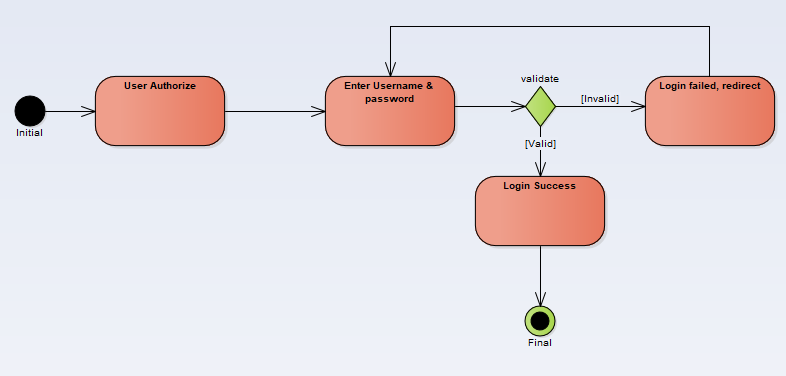 Initial
User Authorize
Enter Username &
password
validate
[Invalid]
Login failed, redirect
[Valid]
Login Success
Final